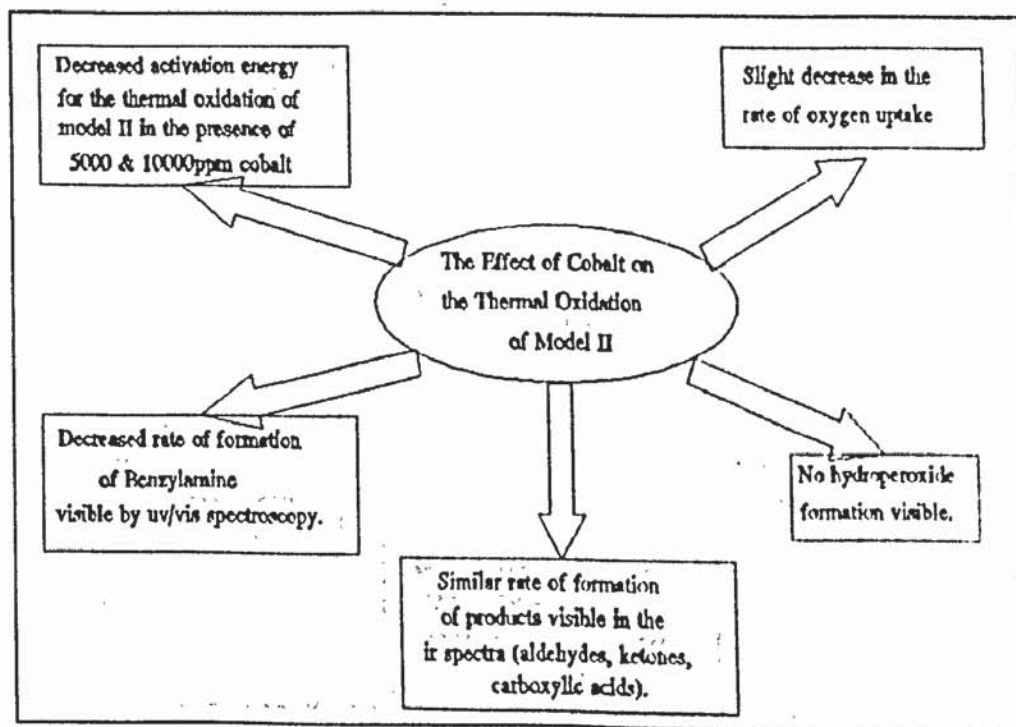 Decreased activation energy
for the thermal oxidation of
model II in the presence of
5000 & 10000ppm cobalt
Slight decrease in the
rate of oxygen uptake
The Effect of Cobalt on
the Thermal Oxidation
of Model II
Decreased rate of formation
of Benzylamine
visible by uv/vis spectroscopy.
No hydroperoxide
formation visible.
Similar rate of formation
of products visible in the
ir spectra (aldehydes, ketones,
carboxylic acids).